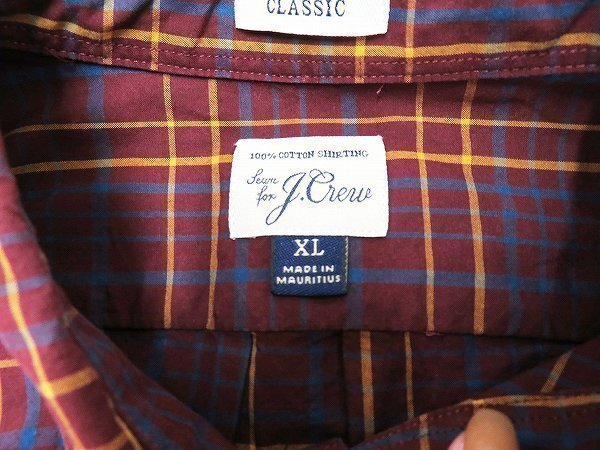 CLASSIC
100% COTTON SHIRTING
Sewn
for J.Crew
XL
MADE IN
MAURITIUS